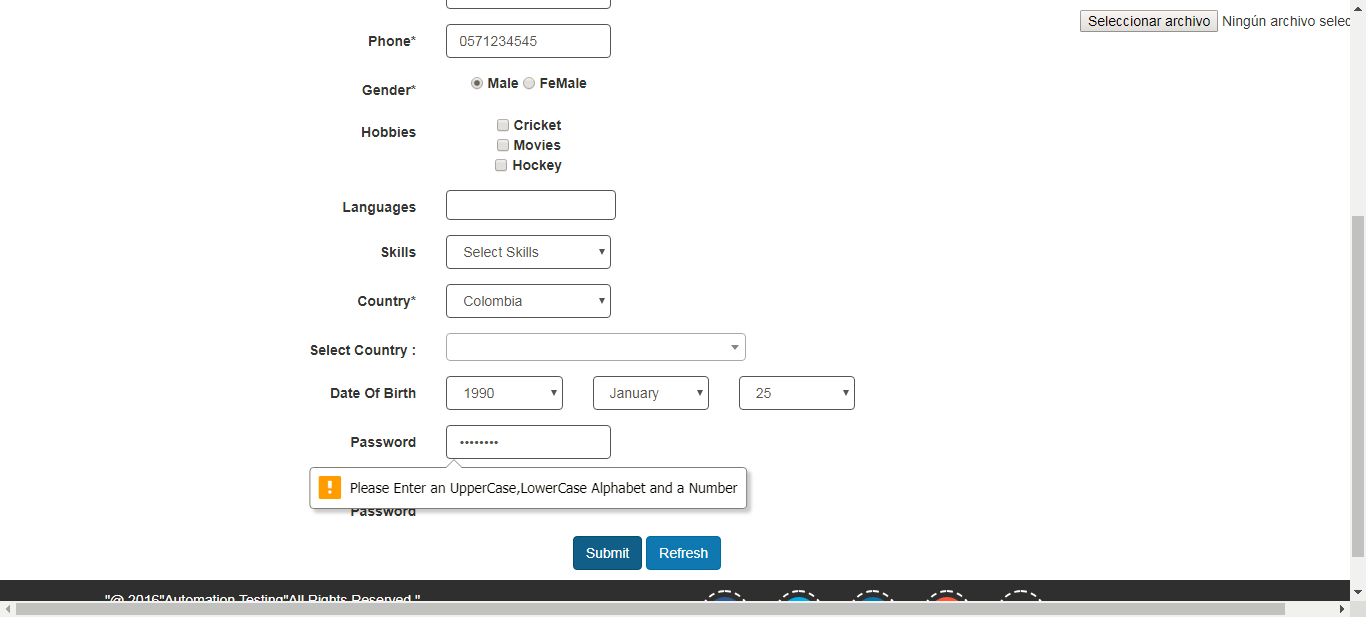 Seleccionar archivo Ningún archivo selec
Phone* 0571234545
Gender* Male FeMale
Hobbies
Cricket
Movies
Hockey
Languages
Skills Select Skills
Country* Colombia
Select Country :
Date Of Birth 1990 January 25
Password ••••••••
Please Enter an UpperCase,LowerCase Alphabet and a Number
Password
Submit Refresh
"@ 2016"Automation Testing"All Rights Reserved."